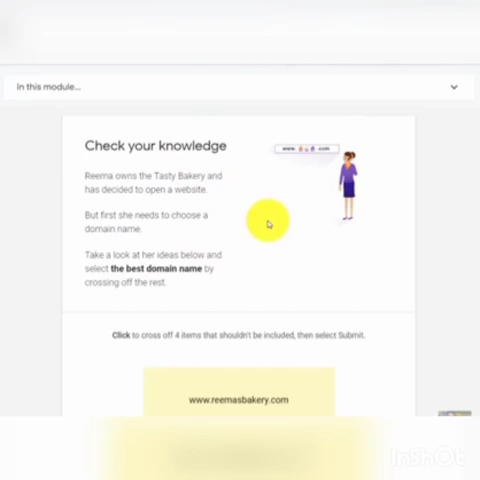 In this module...
Check your knowledge
www. .com
Reema owns the Tasty Bakery and
has decided to open a website.
But first she needs to choose a
domain name.
Take a look at her ideas below and
select the best domain name by
crossing off the rest.
Click to cross off 4 items that shouldn't be included, then select Submit.
www.reemasbakery.com
InShOt